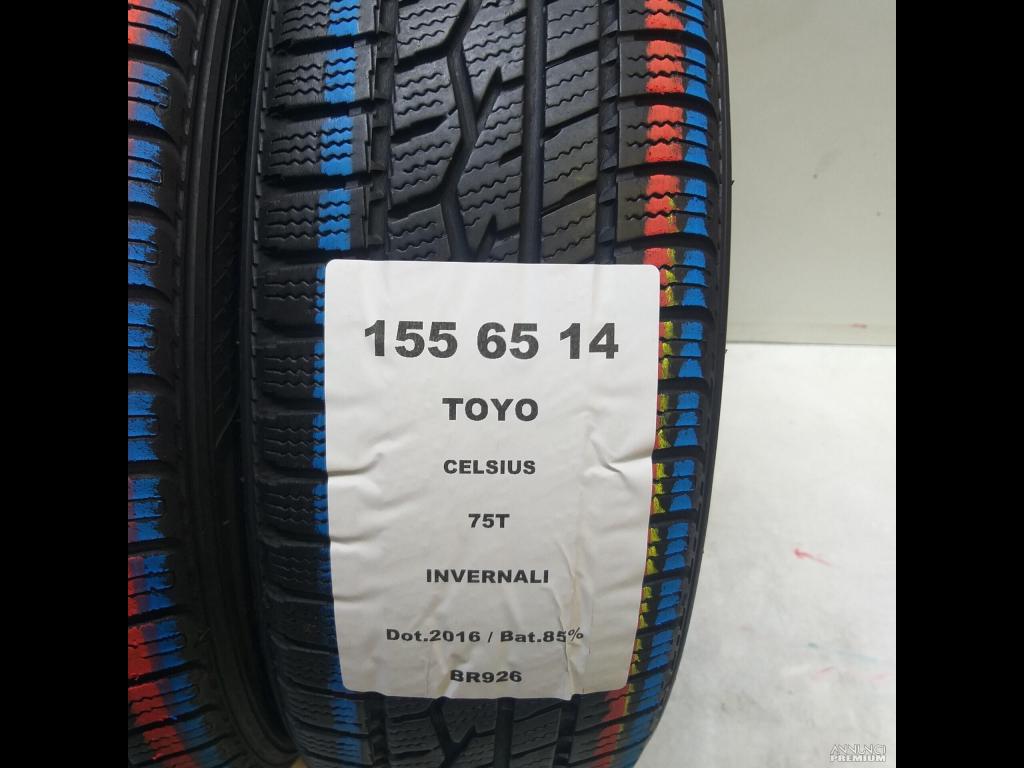 155 65 14
TOYO
CELSIUS
75T
INVERNALI
Dot.2016 / Bat.85%
BR926
ANNUNCI
PREMIUM